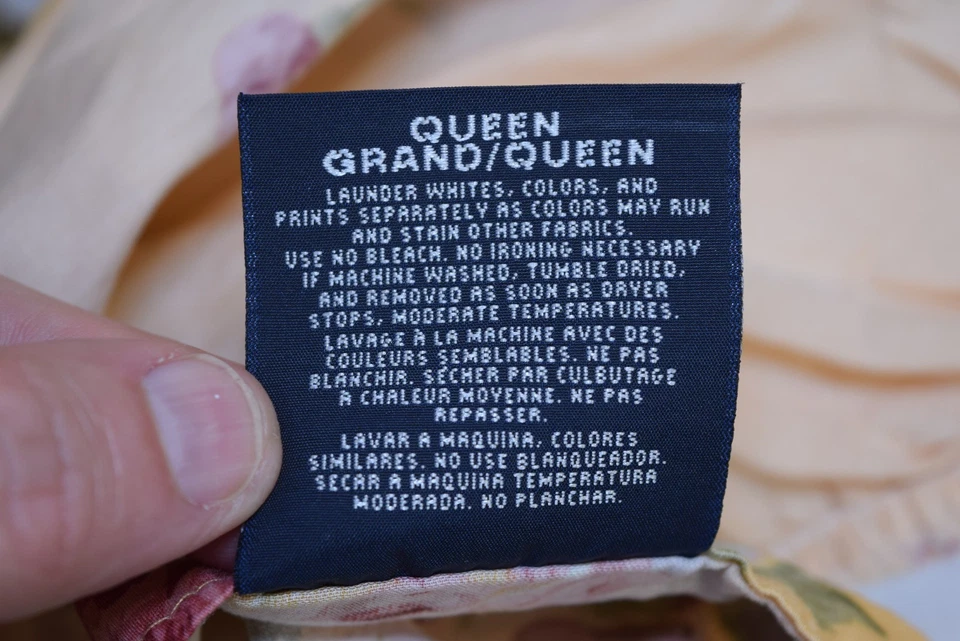 QUEEN
GRAND/QUEEN
LAUNDER WHITES, COLORS, AND
PRINTS SEPARATELY AS COLORS MAY RUN
AND STAIN OTHER FABRICS.
USE NO BLEACH. NO IRONING NECESSARY
IF MACHINE WASHED, TUMBLE DRIED,
AND REMOVED AS SOON AS DRYER
STOPS, MODERATE TEMPERATURES.
LAVAGE À LA MACHINE AVEC DES
COULEURS SEMBLABLES. NE PAS
BLANCHIR. SÉCHER PAR CULBUTAGE
A CHALEUR MOYENNE. NE PAS
REPASSER.
LAVAR A MAQUINA, COLORES
SIMILARES. NO USE BLANQUEADOR.
SECAR A MAQUINA TEMPERATURA
MODERADA. NO PLANCHAR.